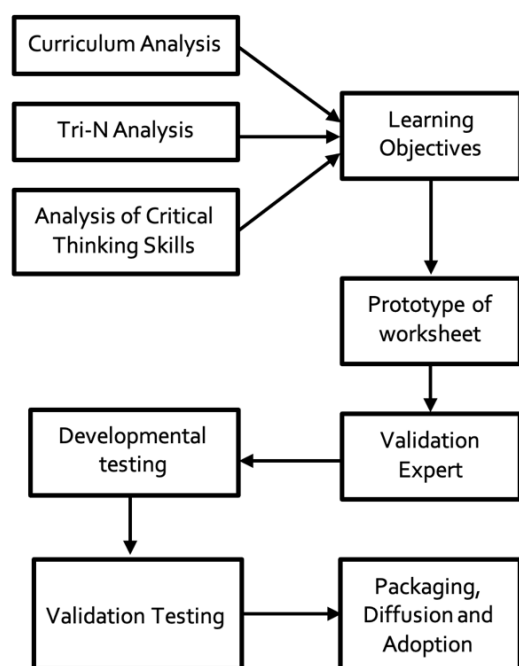 Curriculum Analysis
Tri-N Analysis
Analysis of Critical
Thinking Skills
Learning
Objectives
Prototype of
worksheet
Validation
Expert
Developmental
testing
Validation Testing
Packaging,
Diffusion and
Adoption